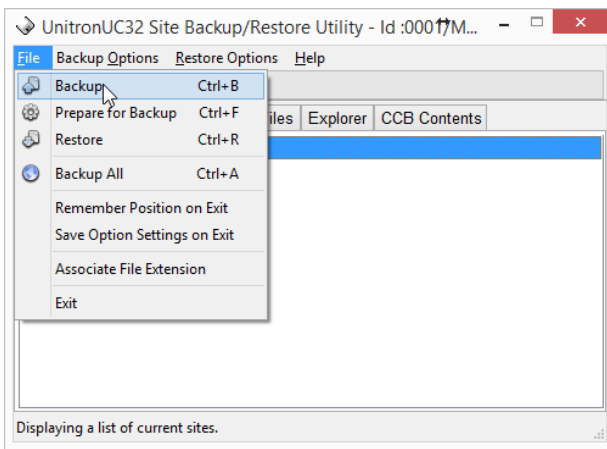 UnitronUC32 Site Backup/Restore Utility - Id :0001/M...
File Backup Options Restore Options Help
Backup Ctrl+B
Prepare for Backup Ctrl+F
iles Explorer CCB Contents
Restore Ctrl+R
Backup All Ctrl+A
Remember Position on Exit
Save Option Settings on Exit
Associate File Extension
Exit
Displaying a list of current sites.